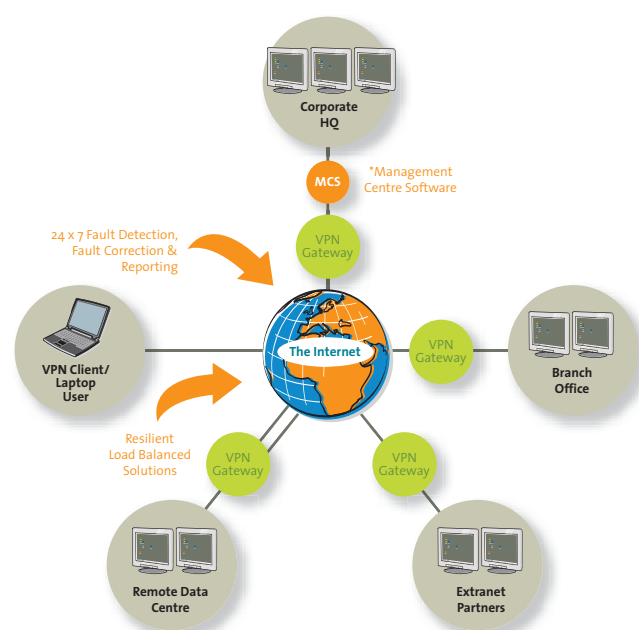 Corporate
HQ
MCS
*Management
Centre Software
VPN
Gateway
24 x 7 Fault Detection,
Fault Correction &
Reporting
The Internet
VPN Client/
Laptop
User
VPN
Gateway
Branch
Office
Resilient
Load Balanced
Solutions
VPN
Gateway
VPN
Gateway
Remote Data
Centre
Extranet
Partners